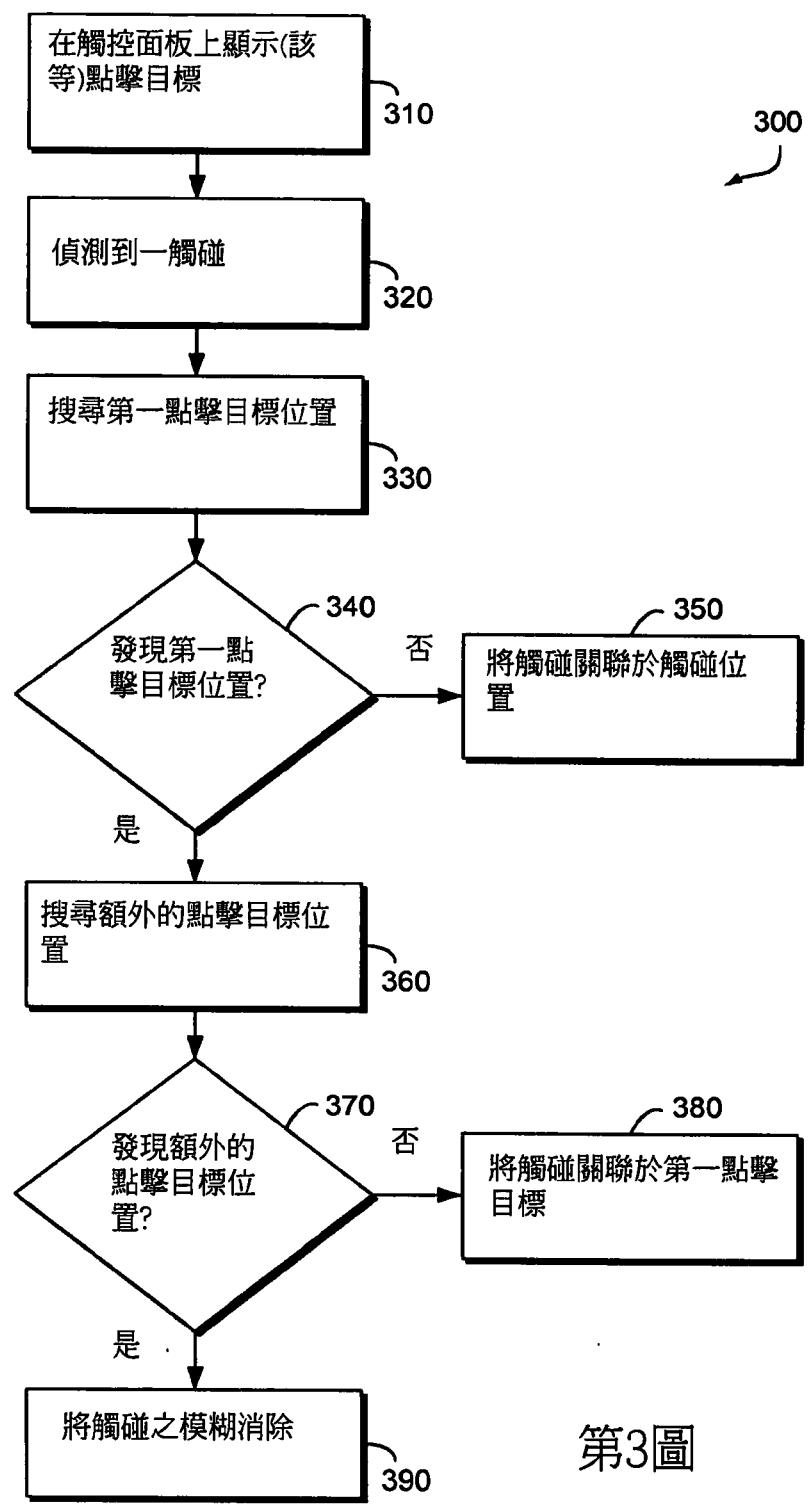 在觸控面板上顯示(該
等)點擊目標
310
300
偵測到一觸碰
320
搜尋第一點擊目標位置
330
340
發現第一點
擊目標位置?
否
350
將觸碰關聯於觸碰位
置
是
搜尋額外的點擊目標位
置
360
370
發現額外的
點擊目標位
置?
否
380
將觸碰關聯於第一點擊
目標
是
將觸碰之模糊消除
390
第3圖